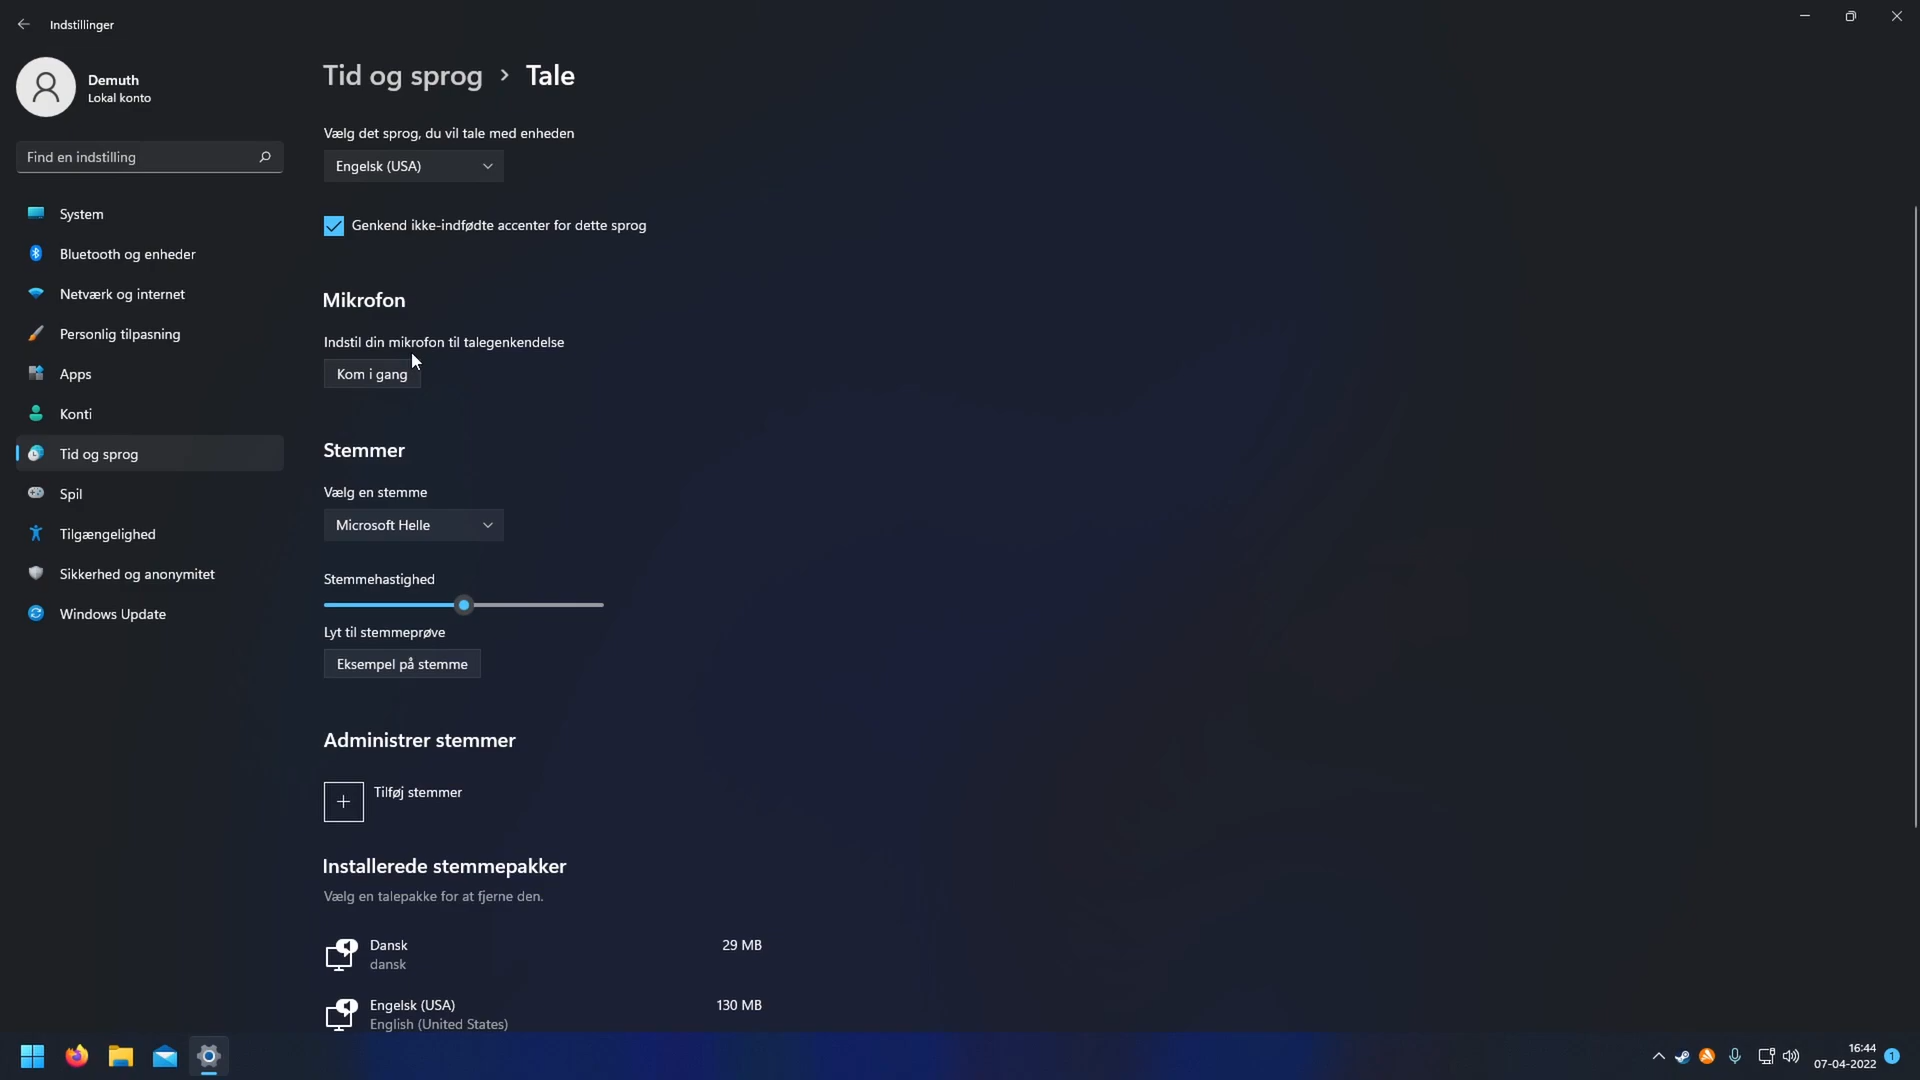 Indstillinger
Demuth
Lokal konto
Find en indstilling
System
Bluetooth og enheder
Netværk og internet
Personlig tilpasning
Apps
Konti
Tid og sprog
Spil
Tilgængelighed
Sikkerhed og anonymitet
Windows Update
Tid og sprog › Tale
Vælg det sprog, du vil tale med enheden
Engelsk (USA)
Genkend ikke-indfødte accenter for dette sprog
Mikrofon
Indstil din mikrofon til talegenkendelse
Kom i gang
Stemmer
Vælg en stemme
Microsoft Helle
Stemmehastighed
Lyt til stemmeprøve
Eksempel på stemme
Administrer stemmer
Tilføj stemmer
Installerede stemmepakker
Vælg en talepakke for at fjerne den.
Dansk 29 MB
dansk
Engelsk (USA) 130 MB
English (United States)
16:44
07-04-2022 1